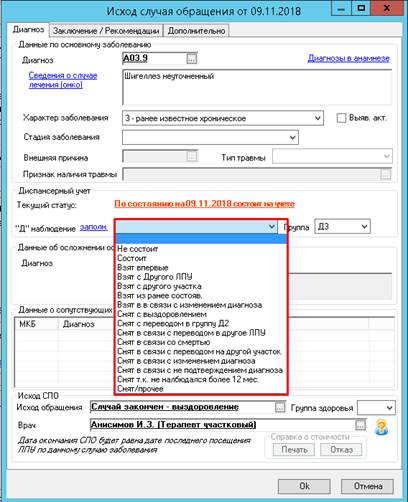 Исход случая обращения от 09.11.2018
Диагноз Заключение / Рекомендации Дополнительно
Данные по основному заболеванию
Диагноз A03.9 ... Диагнозы в анамнезе
Сведения о случае лечения (онко)
Шигеллез неуточненный
Характер заболевания 3 - ранее известное хроническое Выяв. акт.
Стадия заболевания
Внешняя причина ... Тип травмы
Признак наличия травмы ...
Диспансерный учет
Текущий статус: По состоянию на 09.11.2018 состоит на учете
"Д" наблюдение заполн. Группа Д3
Не состоит
Состоит
Взят впервые
Взят с Другого ЛПУ
Взят с другого участка
Взят из ранее состояв.
Взят в в связи с изменением диагноза
Снят с выздоровлением
Снят с переводом в группу Д2
Снят в связи с переводом в другое ЛПУ
Снят в связи со смертью
Снят в связи с переводом на другой участок
Снят в связи с изменением диагноза
Снят в связи с не подтверждением диагноза
Снят т.к. не налбюдался более 12 мес.
Снят/прочее
Данные об осложнении ос
Диагноз
Данные о сопутствующих
МКБ Диагноз
Исход СПО
Исход обращения Случай закончен - выздоровление ... Группа здоровья
Врач Анисимов И.З. (Терапевт участковый) ...
Дата окончания СПО будет равна дате последнего посещения
ЛПУ по данному случаю заболевания
Справка о стоимости
Печать Отказ
Ok Отмена